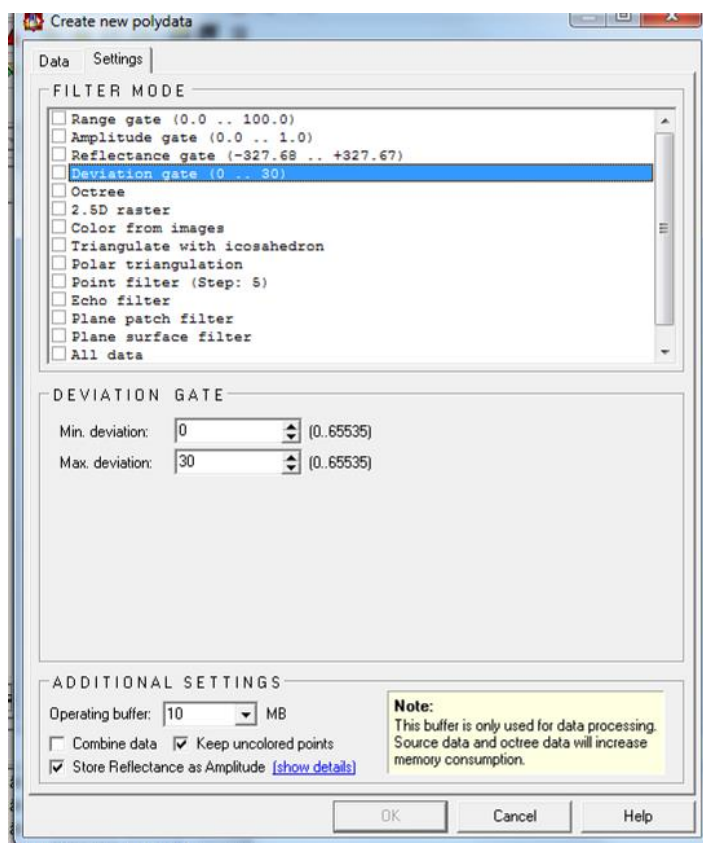 Create new polydata
Data Settings
FILTER MODE
Range gate (0.0 .. 100.0)
Amplitude gate (0.0 .. 1.0)
Reflectance gate (-327.68 .. +327.67)
Deviation gate (0 .. 30)
Octree
2.5D raster
Color from images
Triangulate with icosahedron
Polar triangulation
Point filter (Step: 5)
Echo filter
Plane patch filter
Plane surface filter
All data
DEVIATION GATE
Min. deviation: 0 (0..65535)
Max. deviation: 30 (0..65535)
ADDITIONAL SETTINGS
Operating buffer: 10 MB
Combine data Keep uncolored points
Store Reflectance as Amplitude (show details)
Note:
This buffer is only used for data processing.
Source data and octree data will increase
memory consumption.
OK Cancel Help